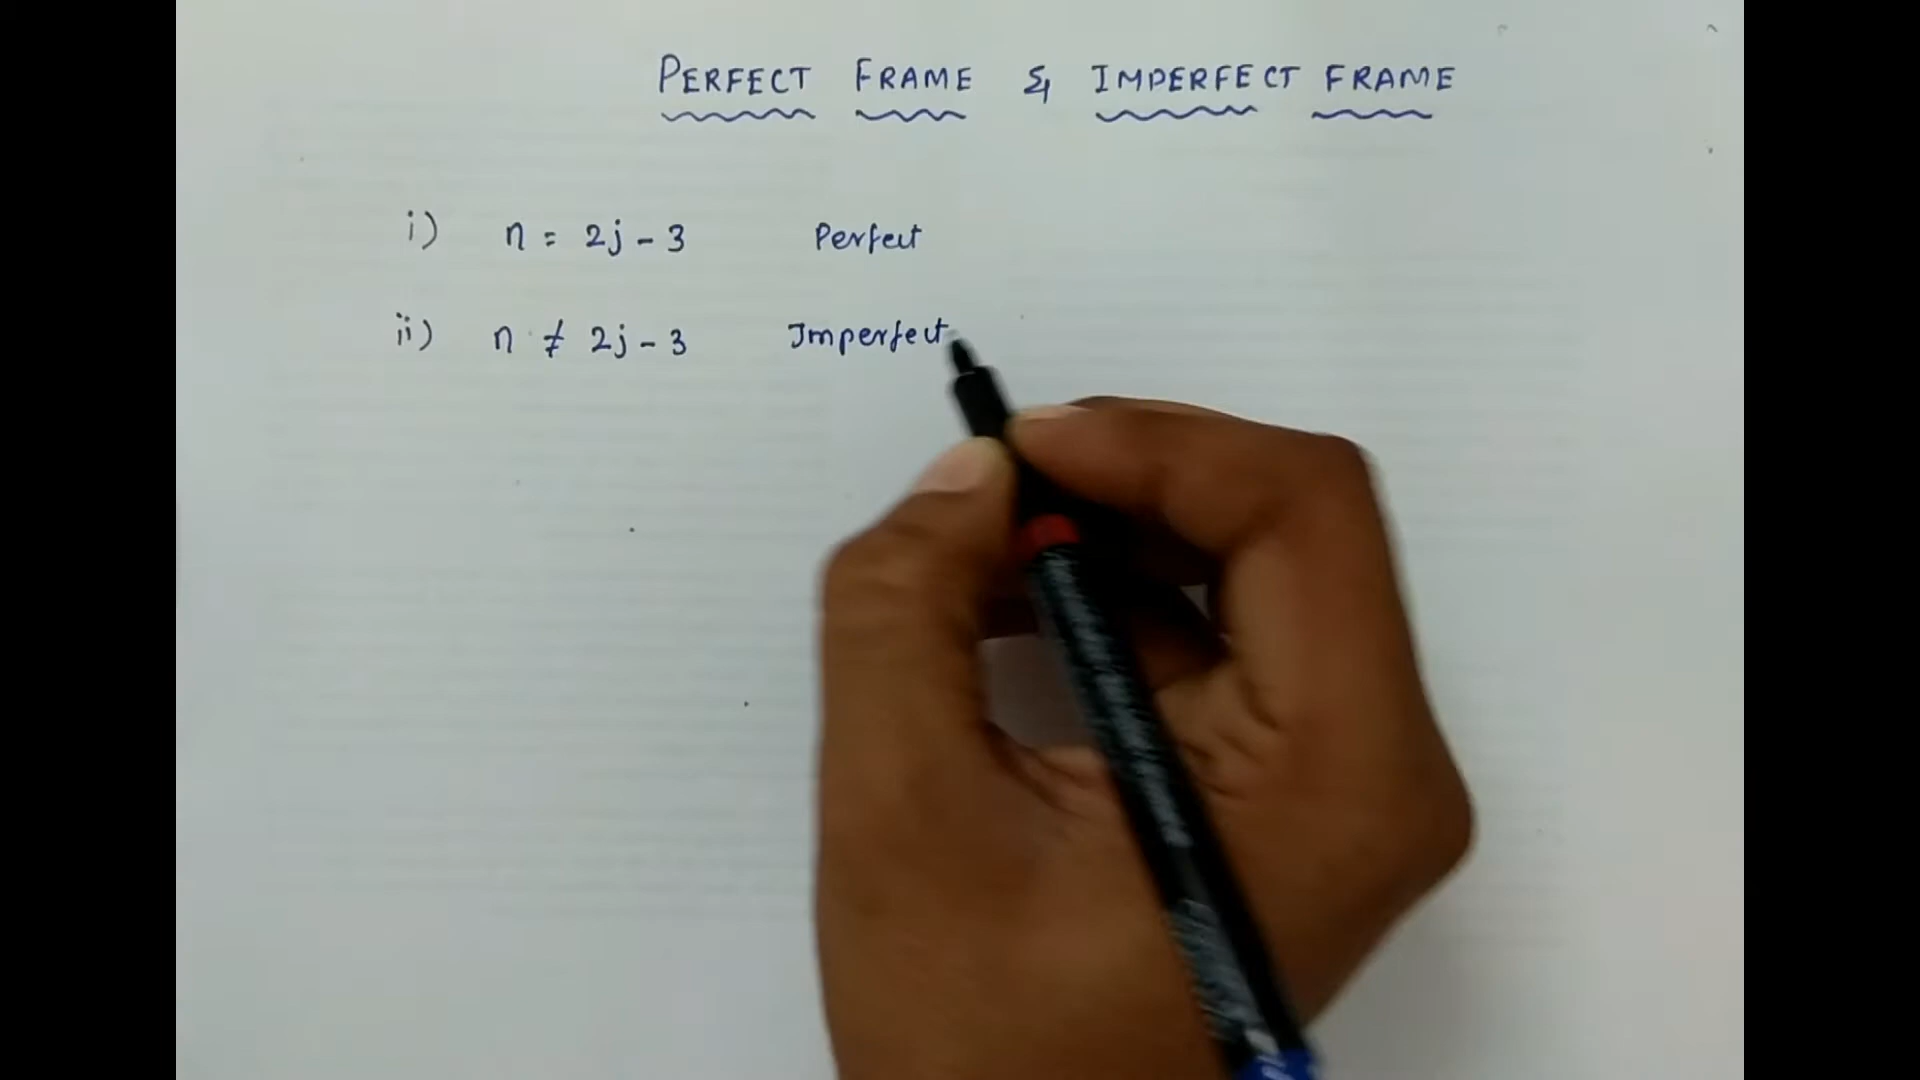 PERFECT FRAME & IMPERFECT FRAME
i) n = 2j - 3 Perfect
ii) n ≠ 2j - 3 Imperfect